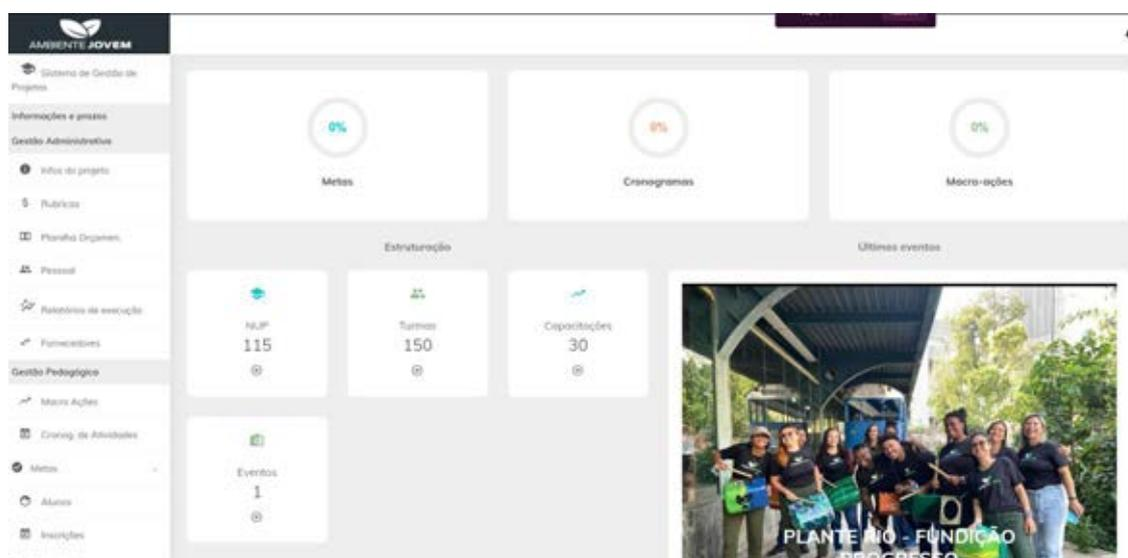 AMBIENTE JOVEM
Sistema de Gestão de
Projetos
Informações e prazos
Gestão Administrativa
Infos do projeto
$ Rubricas
Planilha Orçamen.
Pessoal
Relatórios de execução
Fornecedores
Gestão Pedagógica
Macro Ações
Cronog. de Atividades
Metas
Alunos
Inscrições
0%
Metas
0%
Cronogramas
0%
Macro-ações
Estruturação
Últimos eventos
NUP
115
Turmas
150
Capacitações
30
Eventos
1
PLANTE RIO - FUNDIÇÃO
PROGRESSO